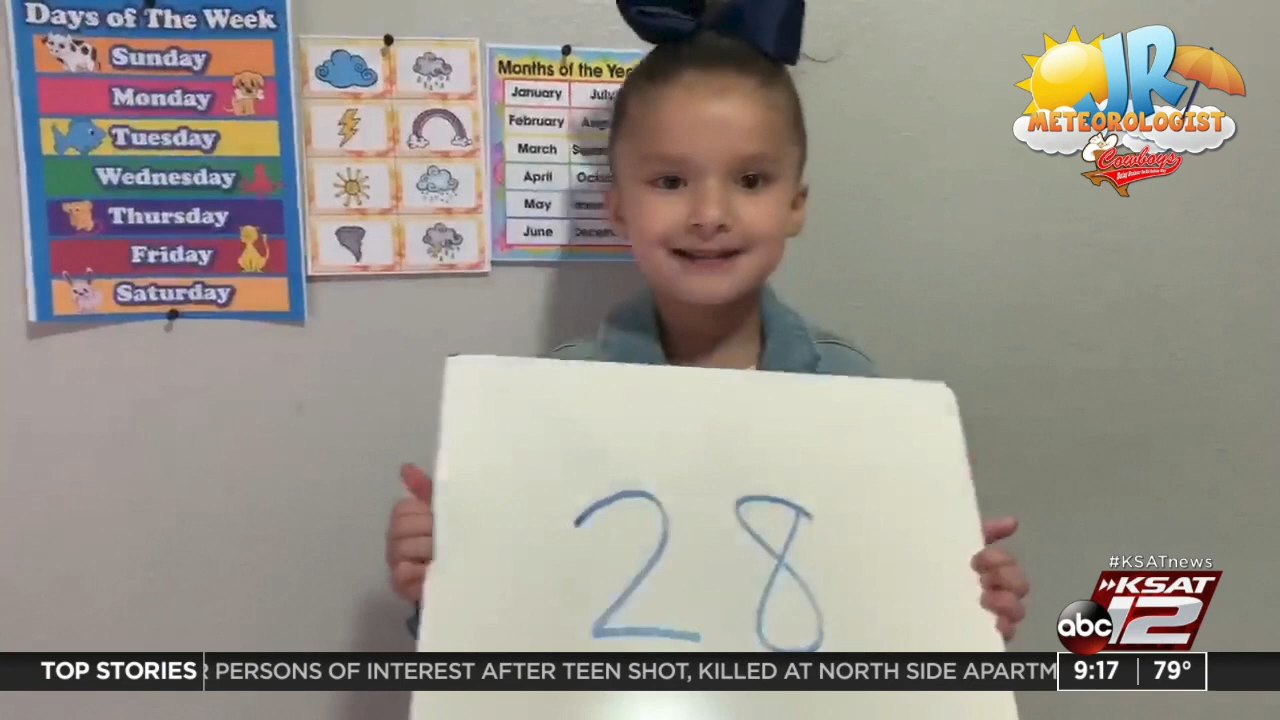 Days of The Week
Sunday
Monday
Tuesday
Wednesday
Thursday
Friday
Saturday
Months of the
January
July
February
March
April
May
June
28
JR
METEOROLOGIST
Cowboys
#KSATnews
KSAT
abc 12
TOP STORIES
PERSONS OF INTEREST AFTER TEEN SHOT, KILLED AT NORTH SIDE APARTM
9:17
79°